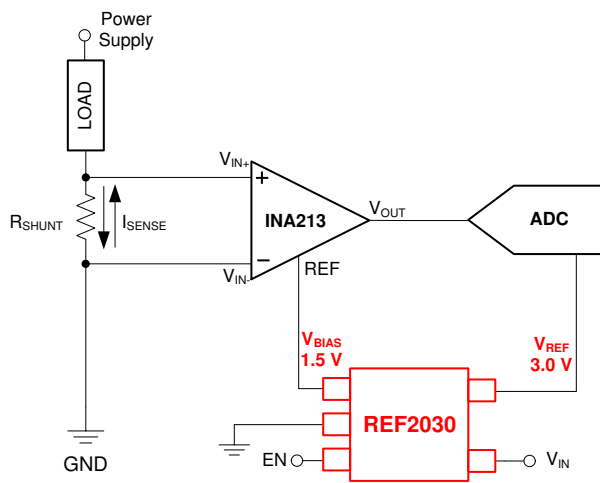 Power
Supply
LOAD
VIN+
+
RSHUNT
ISENSE
INA213
VOUT
ADC
−
VIN-
REF
VBIAS
1.5 V
VREF
3.0 V
REF2030
GND
EN
VIN